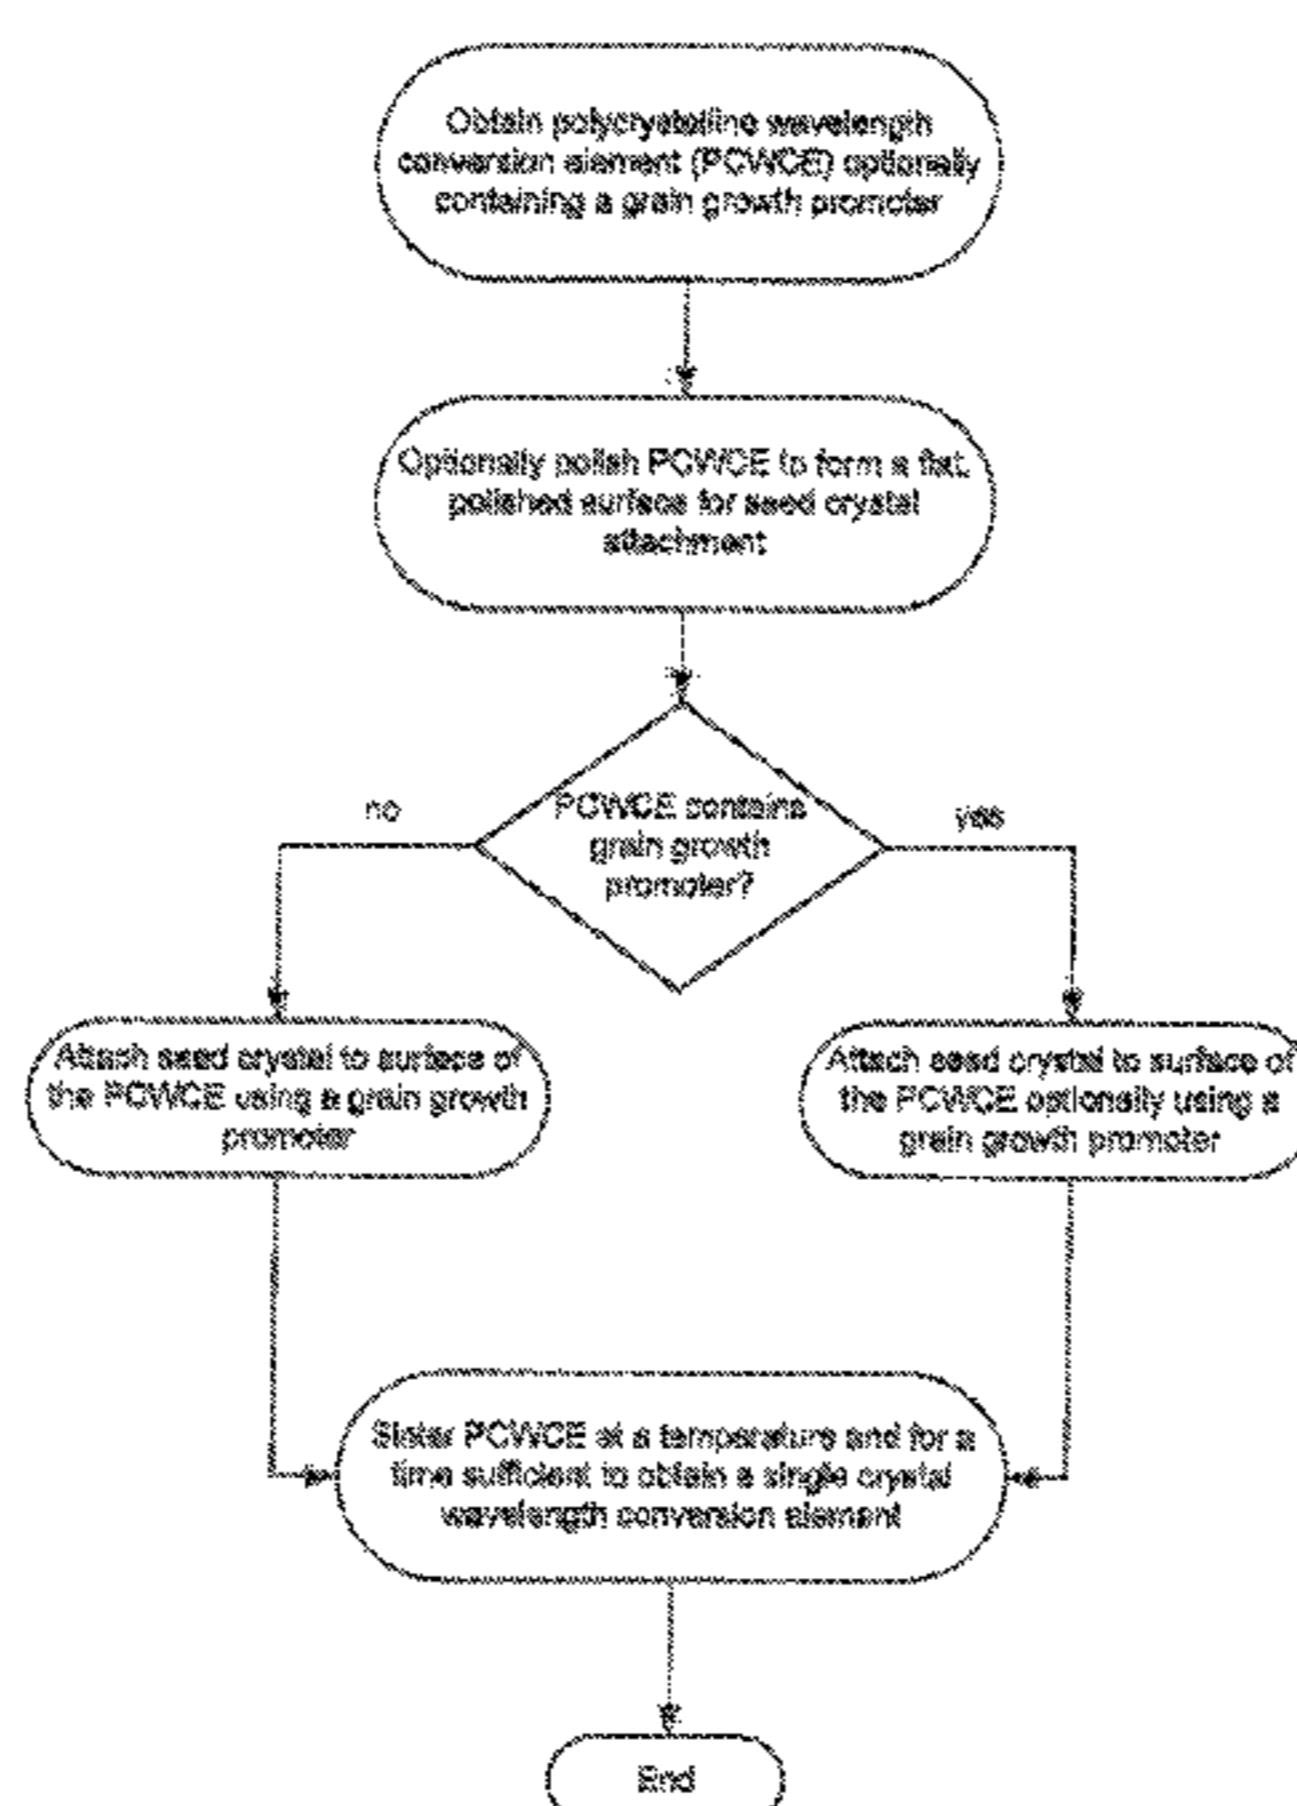 Obtain polycrystalline wavelength
conversion element (PCWCE) optionally
containing a grain growth promoter
Optionally polish PCWCE to form a flat,
polished surface for seed crystal
attachment
PCWCE contains
grain growth
promoter?
no
yes
Attach seed crystal to surface of
the PCWCE using a grain growth
promoter
Attach seed crystal to surface of
the PCWCE optionally using a
grain growth promoter
Sinter PCWCE at a temperature and for a
time sufficient to obtain a single crystal
wavelength conversion element
End